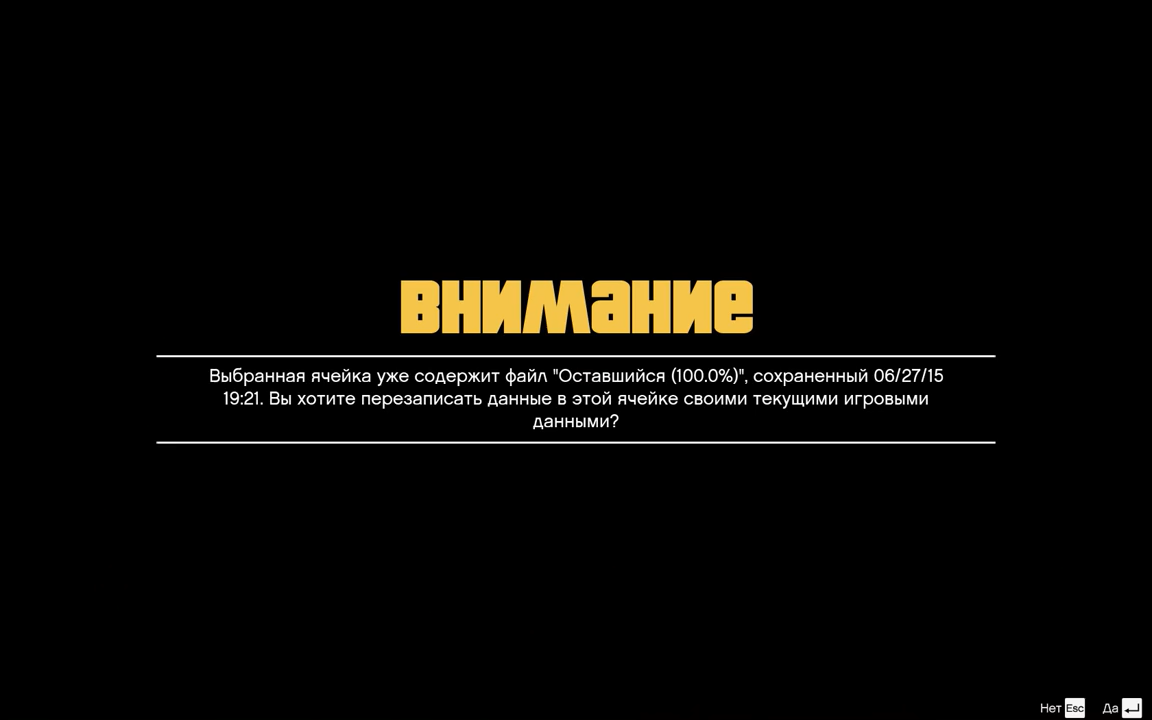 внимание
Выбранная ячейка уже содержит файл "Оставшийся (100.0%)", сохраненный 06/27/15
19:21. Вы хотите перезаписать данные в этой ячейке своими текущими игровыми
данными?
Нет Esc Да